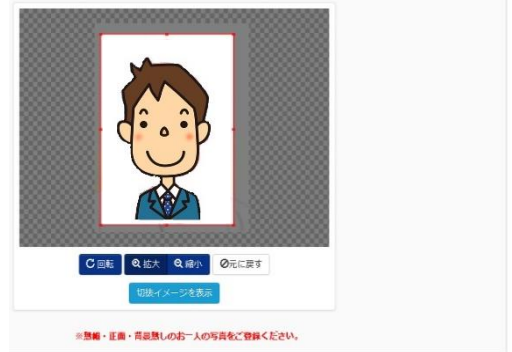 回転 拡大 縮小 元に戻す
切抜イメージを表示
※無帽・正面・背景無しのお一人の写真をご登録ください。